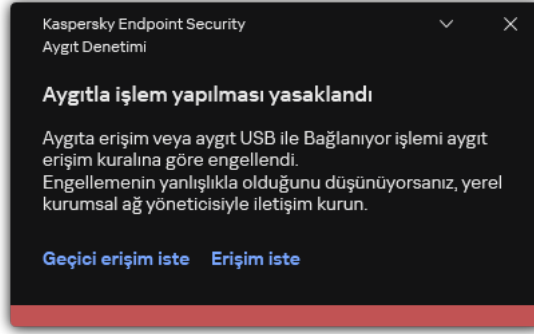 Kaspersky Endpoint Security
Aygıt Denetimi
Aygıtla işlem yapılması yasaklandı
Aygıta erişim veya aygıt USB ile Bağlanıyor işlemi aygıt
erişim kuralına göre engellendi.
Engellemenin yanlışlıkla olduğunu düşünüyorsanız, yerel
kurumsal ağ yöneticisiyle iletişim kurun.
Geçici erişim iste Erişim iste